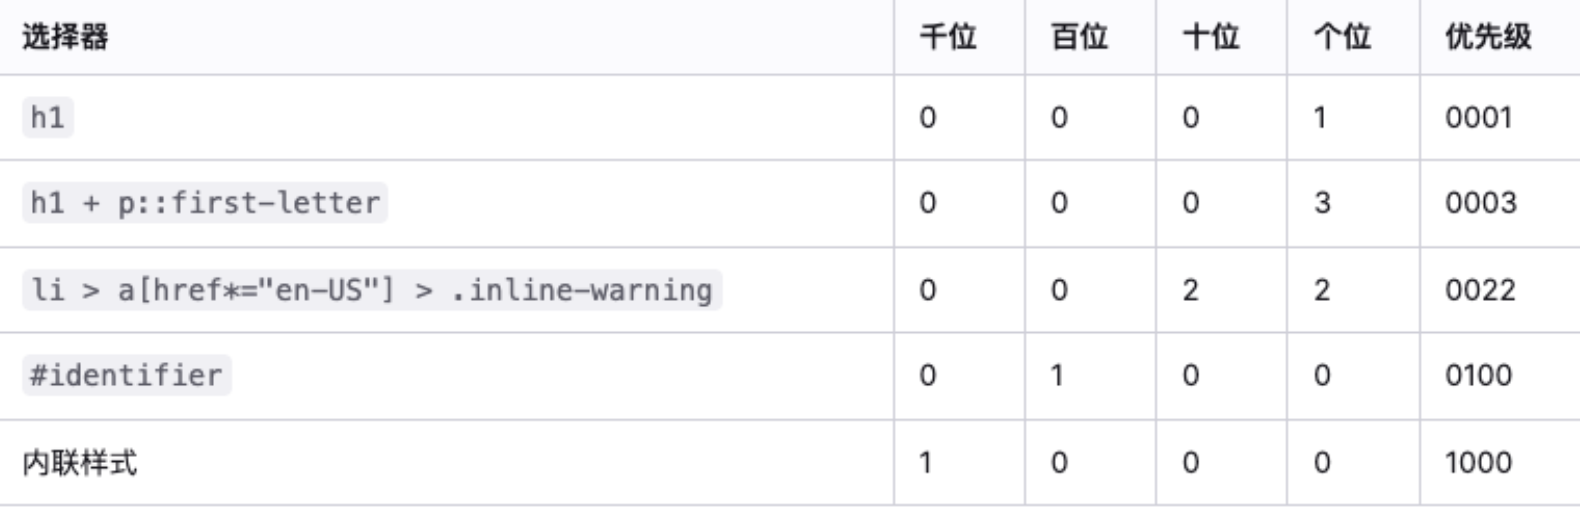 选择器 千位 百位 十位 个位 优先级
h1 0 0 0 1 0001
h1 + p::first-letter 0 0 0 3 0003
li > a[href*="en-US"] > .inline-warning 0 0 2 2 0022
#identifier 0 1 0 0 0100
内联样式 1 0 0 0 1000